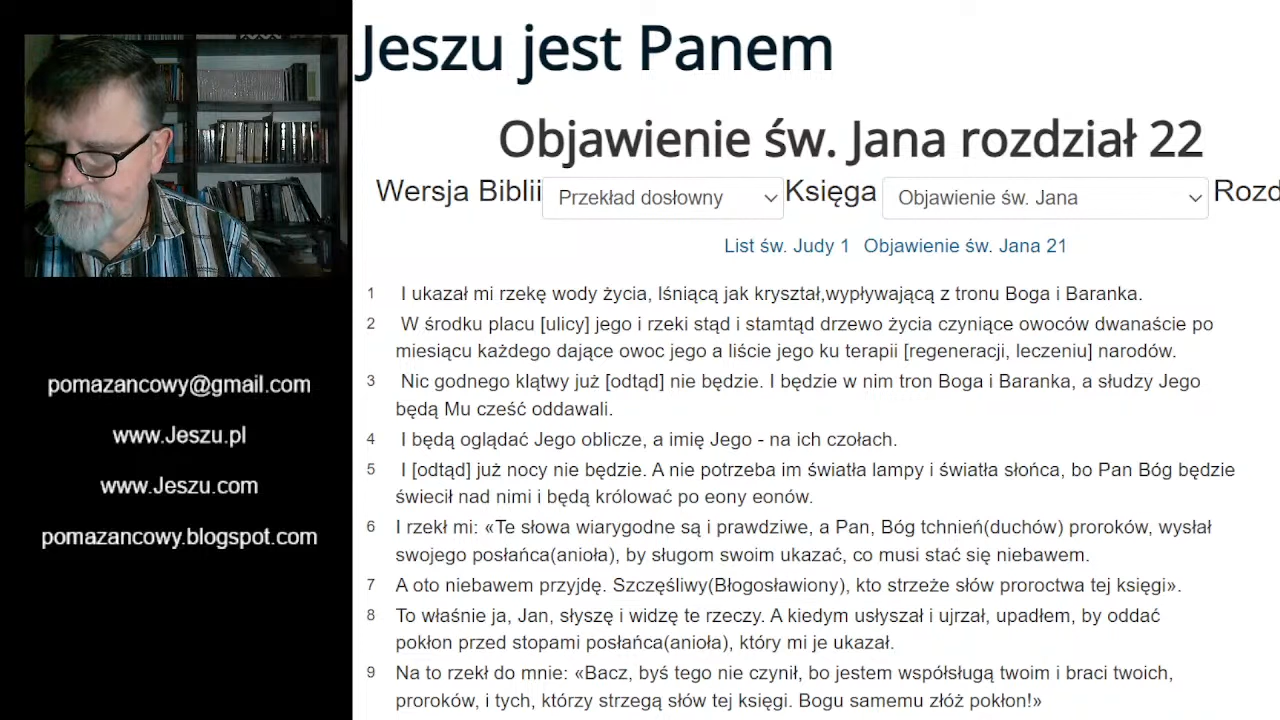 Jeszu jest Panem
Objawienie św. Jana rozdział 22
Wersja Biblii Przekład dosłowny Księga Objawienie św. Jana Rozd
List św. Judy 1 Objawienie św. Jana 21
1 I ukazał mi rzekę wody życia, lśniącą jak kryształ,wypływającą z tronu Boga i Baranka.
2 W środku placu [ulicy] jego i rzeki stąd i stamtąd drzewo życia czyniące owoców dwanaście po
miesiącu każdego dające owoc jego a liście jego ku terapii [regeneracji, leczeniu] narodów.
3 Nic godnego klątwy już [odtąd] nie będzie. I będzie w nim tron Boga i Baranka, a słudzy Jego
będą Mu cześć oddawali.
4 I będą oglądać Jego oblicze, a imię Jego - na ich czołach.
5 I [odtąd] już nocy nie będzie. A nie potrzeba im światła lampy i światła słońca, bo Pan Bóg będzie
świecił nad nimi i będą królować po eony eonów.
6 I rzekł mi: «Te słowa wiarygodne są i prawdziwe, a Pan, Bóg tchnień(duchów) proroków, wysłał
swojego posłańca(anioła), by sługom swoim ukazać, co musi stać się niebawem.
7 A oto niebawem przyjdę. Szczęśliwy(Błogosławiony), kto strzeże słów proroctwa tej księgi».
8 To właśnie ja, Jan, słyszę i widzę te rzeczy. A kiedym usłyszał i ujrzał, upadłem, by oddać
pokłon przed stopami posłańca(anioła), który mi je ukazał.
9 Na to rzekł do mnie: «Bacz, byś tego nie czynił, bo jestem współsługą twoim i braci twoich,
proroków, i tych, którzy strzegą słów tej księgi. Bogu samemu złóż pokłon!»
pomazancowy@gmail.com
www.Jeszu.pl
www.Jeszu.com
pomazancowy.blogspot.com